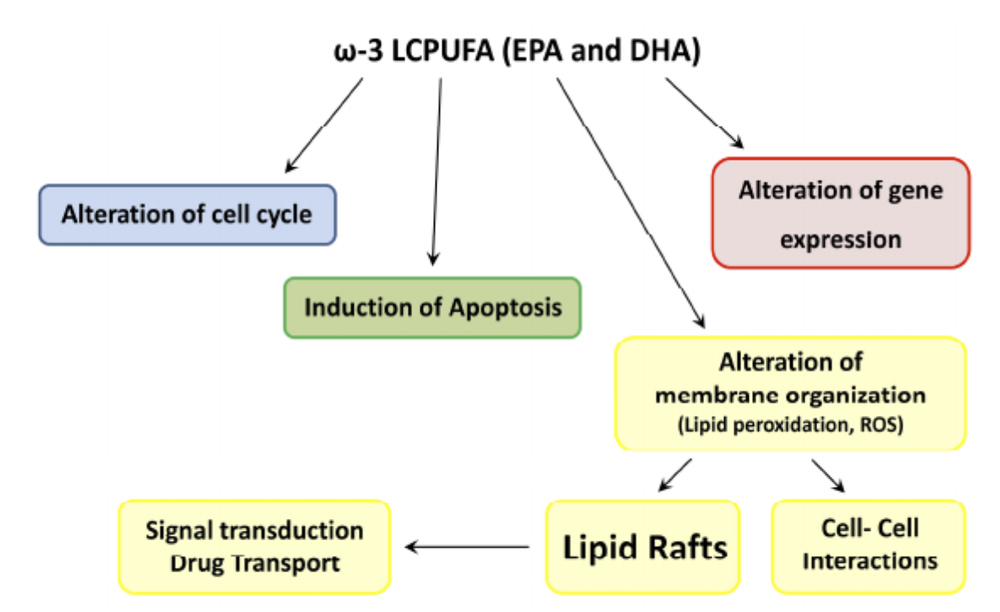 ω-3 LCPUFA (EPA and DHA)
Alteration of cell cycle
Alteration of gene
expression
Induction of Apoptosis
Alteration of
membrane organization
(Lipid peroxidation, ROS)
Signal transduction
Drug Transport
Lipid Rafts
Cell- Cell
Interactions